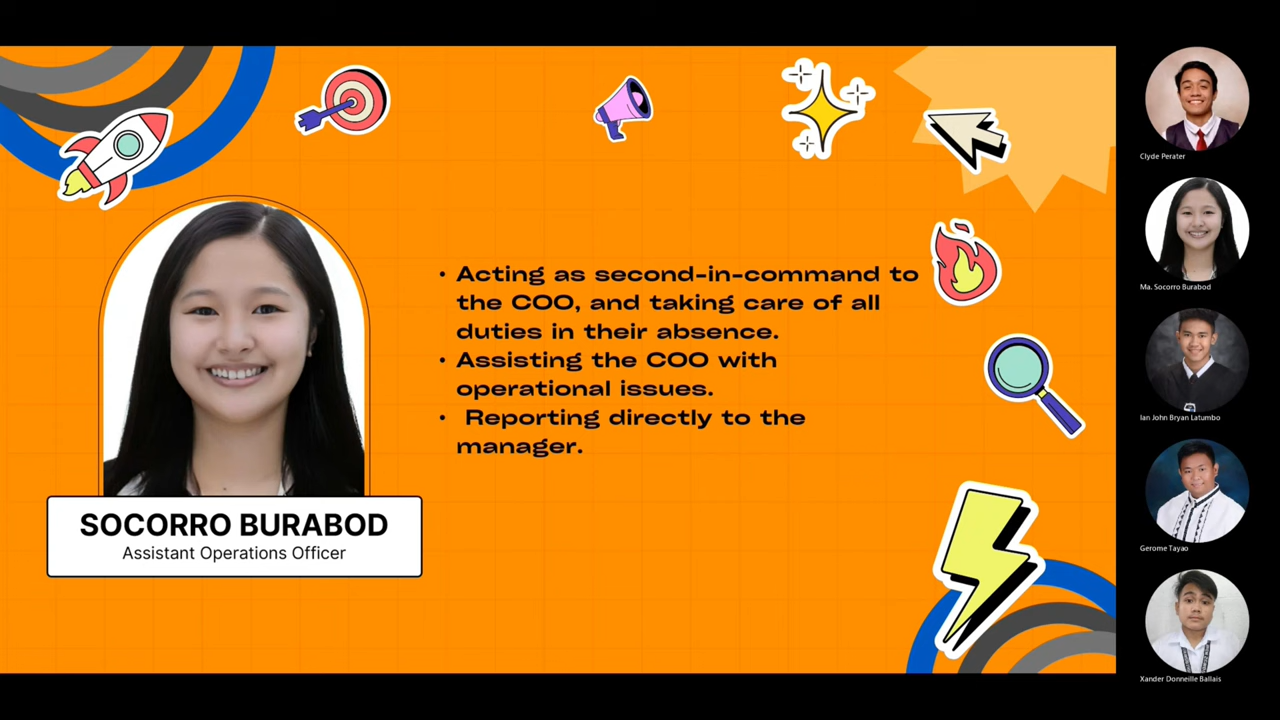 • Acting as second-in-command to
the COO, and taking care of all
duties in their absence.
• Assisting the COO with
operational issues.
• Reporting directly to the
manager.
SOCORRO BURABOD
Assistant Operations Officer
Clyde Perater
Ma. Socorro Burabod
Ian John Bryan Latumbo
Gerome Tayao
Xander Donneille Ballais